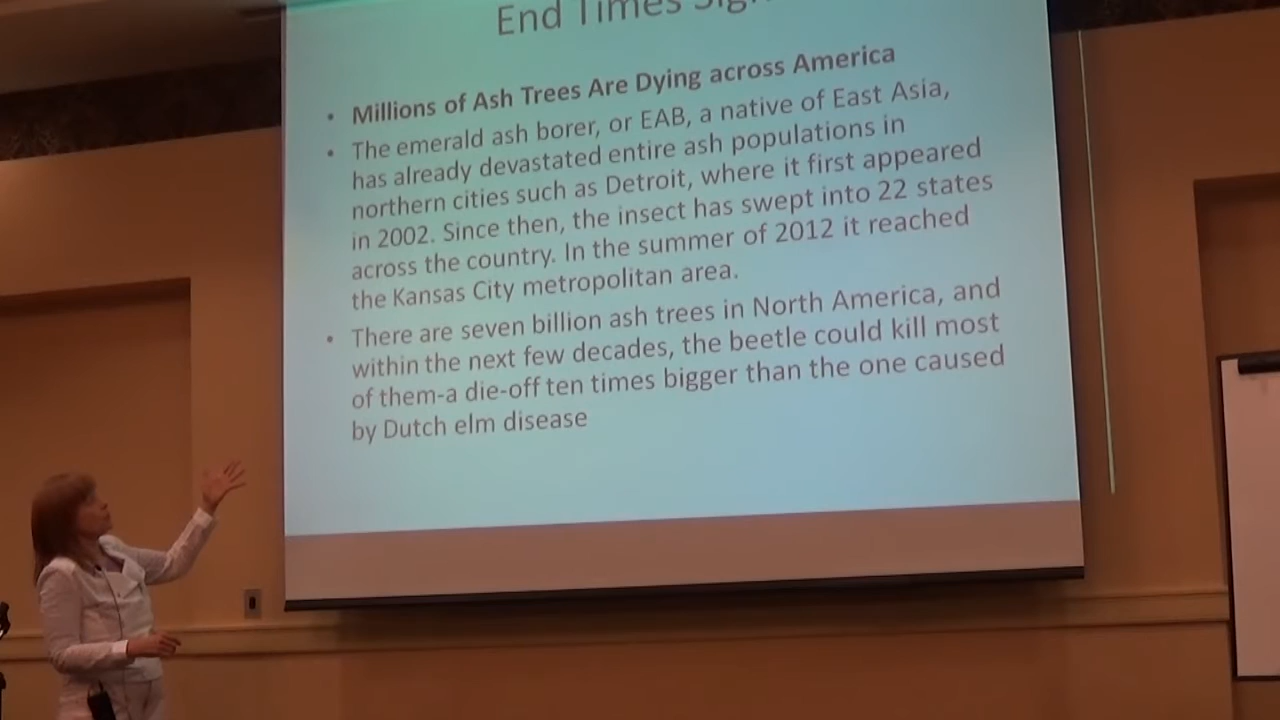 End Times
• Millions of Ash Trees Are Dying across America
• The emerald ash borer, or EAB, a native of East Asia,
has already devastated entire ash populations in
northern cities such as Detroit, where it first appeared
in 2002. Since then, the insect has swept into 22 states
across the country. In the summer of 2012 it reached
the Kansas City metropolitan area.
• There are seven billion ash trees in North America, and
within the next few decades, the beetle could kill most
of them-a die-off ten times bigger than the one caused
by Dutch elm disease